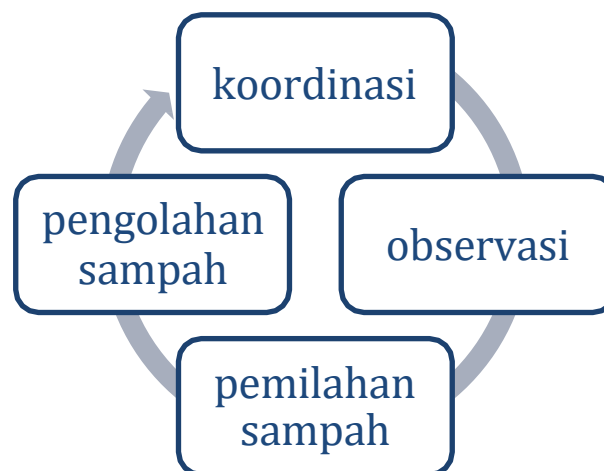 koordinasi
observasi
pemilahan
sampah
pengolahan
sampah